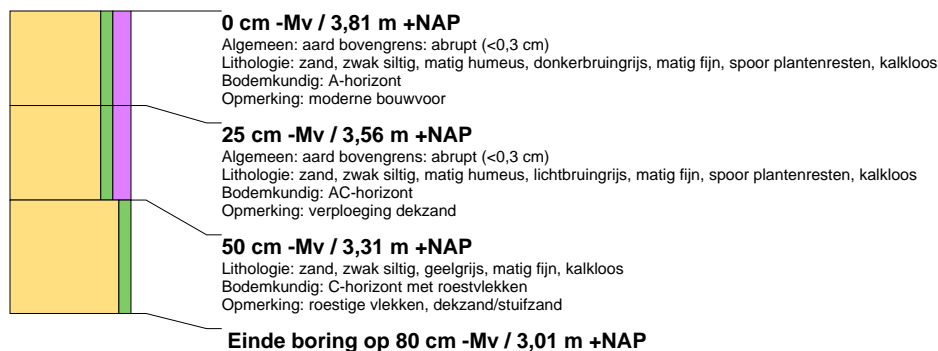 0 cm -Mv / 3,81 m +NAP
Algemeen: aard bovengrens: abrupt (<0,3 cm)
Lithologie: zand, zwak siltig, matig humeus, donkerbruingrijs, matig fijn, spoor plantenresten, kalkloos
Bodemkundig: A-horizont
Opmerking: moderne bouwvoor
25 cm -Mv / 3,56 m +NAP
Algemeen: aard bovengrens: abrupt (<0,3 cm)
Lithologie: zand, zwak siltig, matig humeus, lichtbruingrijs, matig fijn, spoor plantenresten, kalkloos
Bodemkundig: AC-horizont
Opmerking: verploeging dekzand
50 cm -Mv / 3,31 m +NAP
Lithologie: zand, zwak siltig, geelgrijs, matig fijn, kalkloos
Bodemkundig: C-horizont met roestvlekken
Opmerking: roestige vlekken, dekzand/stuifzand
Einde boring op 80 cm -Mv / 3,01 m +NAP